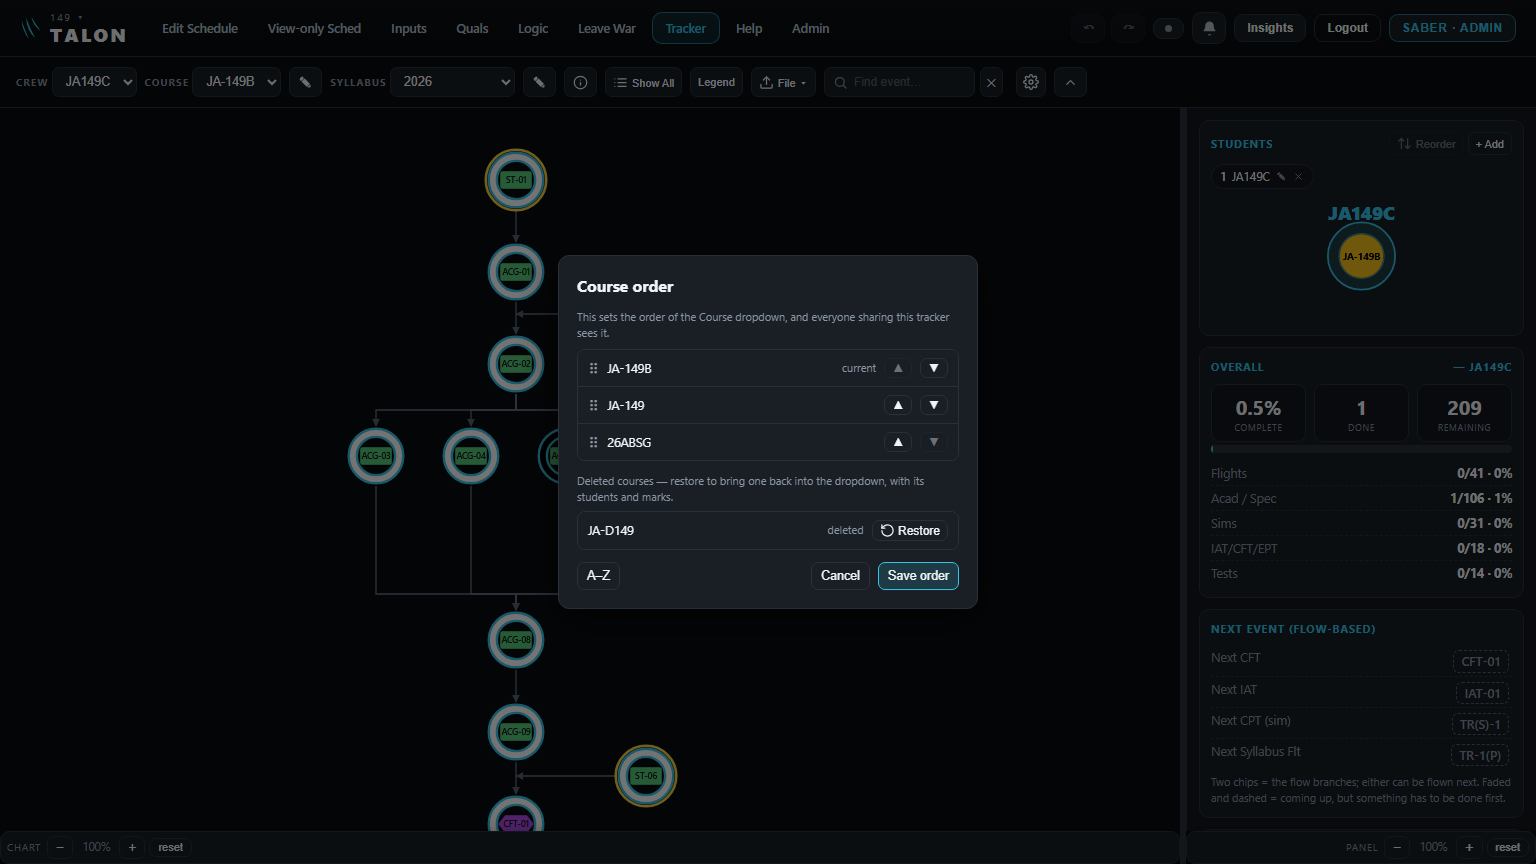 149
TALON
Edit Schedule
View-only Sched
Inputs
Quals
Logic
Leave War
Tracker
Help
Admin
Insights
Logout
SABER · ADMIN
CREW JA149C
COURSE JA-149B
SYLLABUS 2026
Show All
Legend
File
Find event...
ST-01
ACG-01
ACG-02
ACG-03
ACG-04
ACG-08
ACG-09
ST-06
CFT-01
Course order
This sets the order of the Course dropdown, and everyone sharing this tracker
sees it.
JA-149B current
JA-149
26ABSG
Deleted courses — restore to bring one back into the dropdown, with its
students and marks.
JA-D149 deleted Restore
A–Z
Cancel
Save order
STUDENTS
Reorder
+ Add
1 JA149C
JA149C
JA-149B
OVERALL — JA149C
0.5%
COMPLETE
1
DONE
209
REMAINING
Flights 0/41 · 0%
Acad / Spec 1/106 · 1%
Sims 0/31 · 0%
IAT/CFT/EPT 0/18 · 0%
Tests 0/14 · 0%
NEXT EVENT (FLOW-BASED)
Next CFT CFT-01
Next IAT IAT-01
Next CPT (sim) TR(S)-1
Next Syllabus Flt TR-1(P)
Two chips = the flow branches; either can be flown next. Faded
and dashed = coming up, but something has to be done first.
CHART − 100% + reset
PANEL − 100% + reset